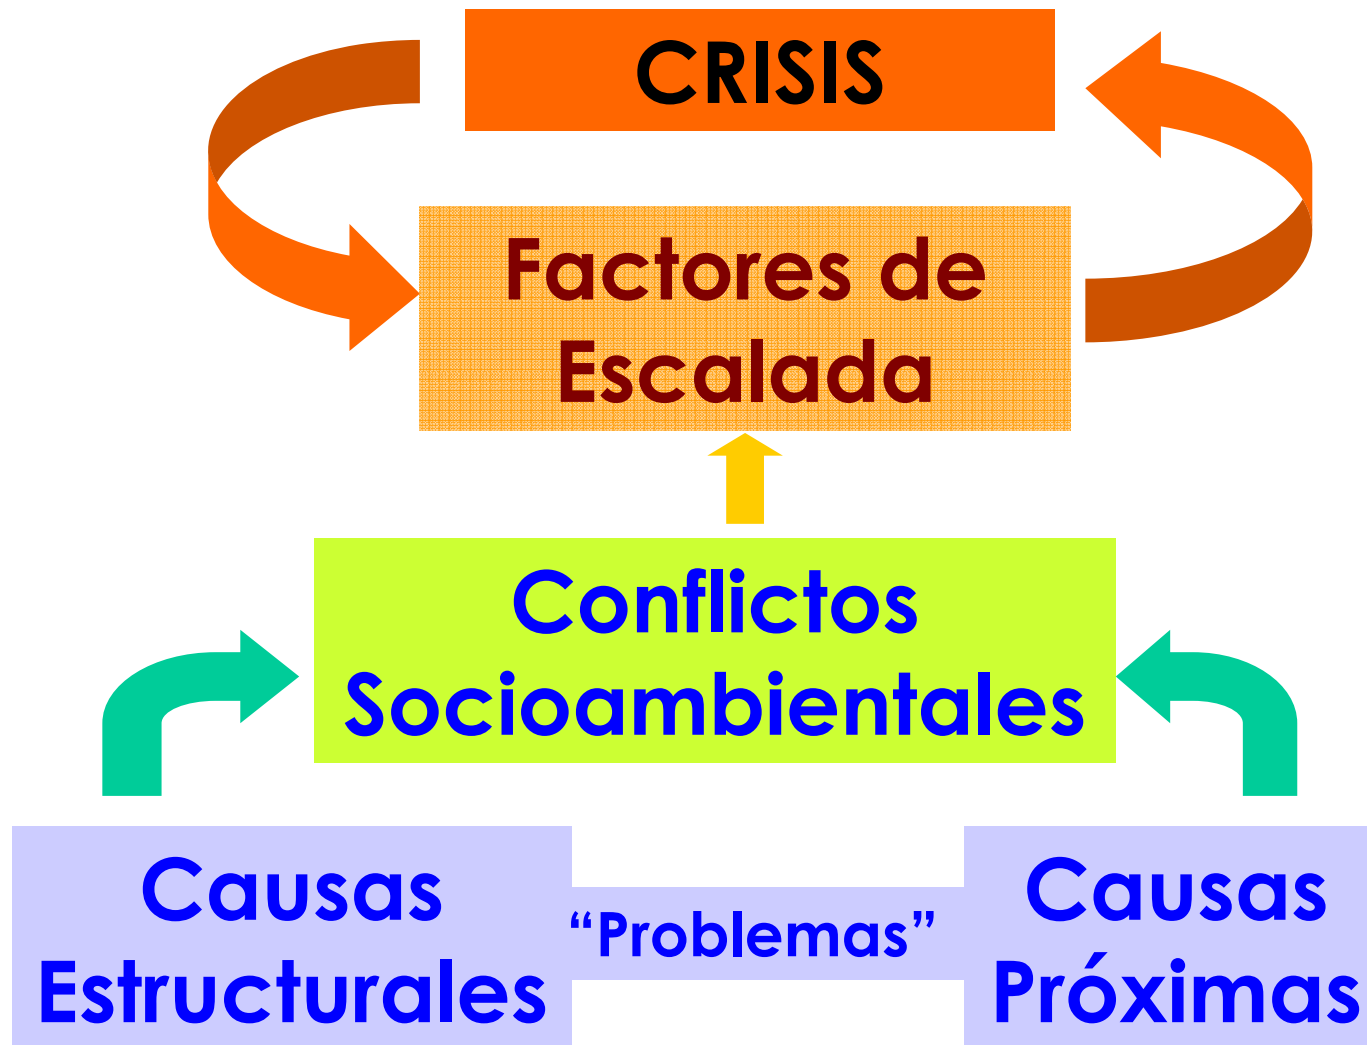 CRISIS
Factores de
Escalada
Conflictos
Socioambientales
Causas
Estructurales
“Problemas”
Causas
Próximas